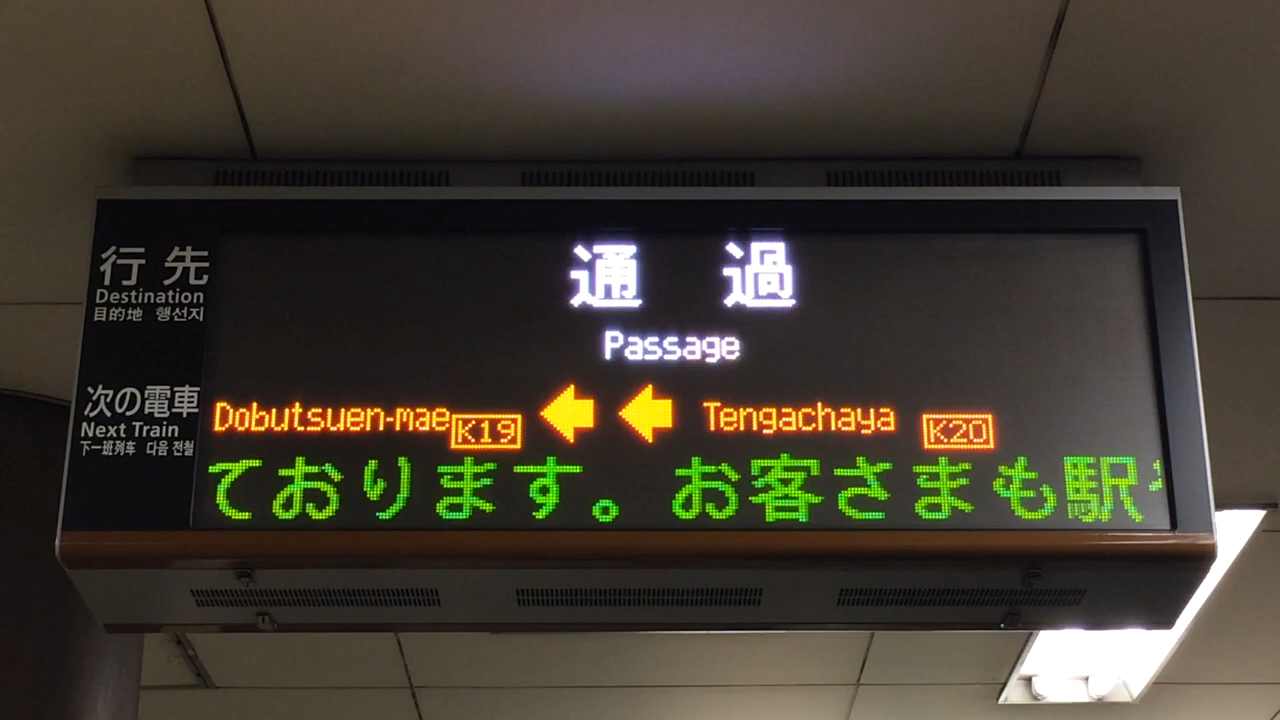 行先
Destination
目的地 행선지
通過
Passage
次の電車
Next Train
下一班列车 다음 전철
Dobutsuen-mae K19 ← ← Tengachaya K20
ております。お客さまも駅